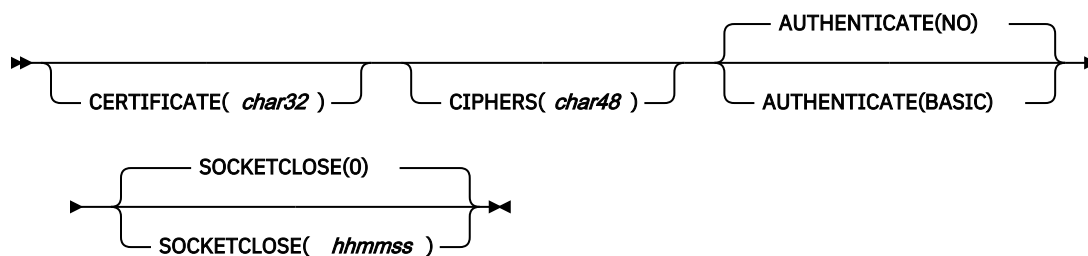 AUTHENTICATE(NO)
CERTIFICATE( char32 )
CIPHERS( char48 )
AUTHENTICATE(BASIC)
SOCKETCLOSE(0)
SOCKETCLOSE( hhmmss )